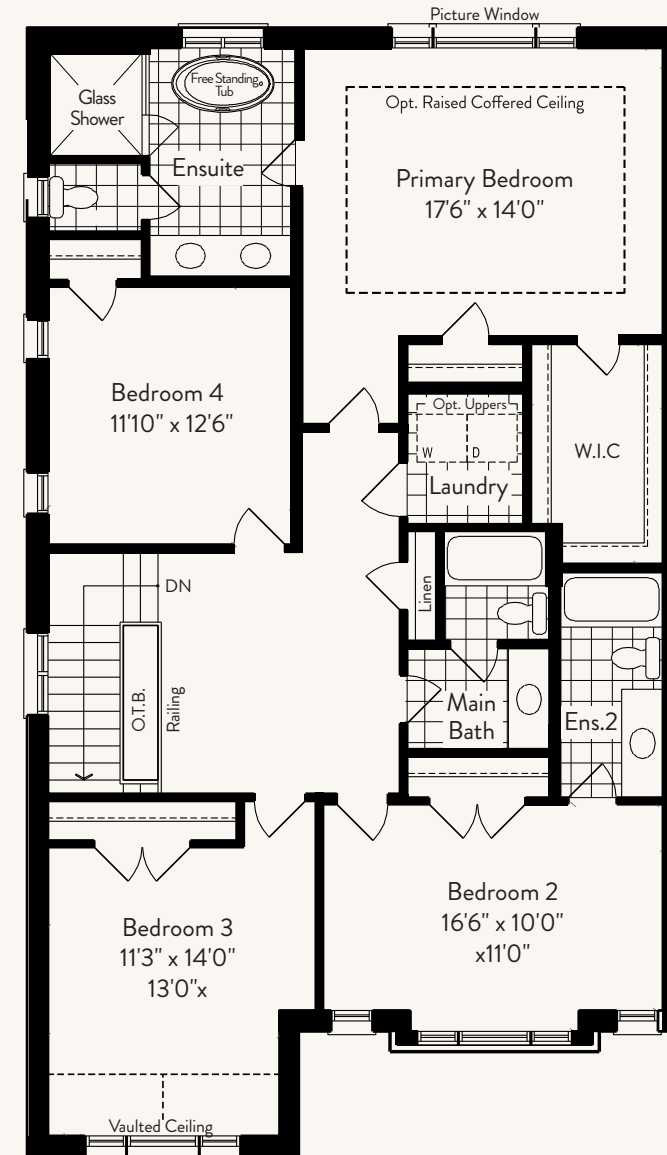 Picture Window
Glass
Shower
Free Standing
Tub
Opt. Raised Coffered Ceiling
Ensuite
Primary Bedroom
17'6" x 14'0"
Bedroom 4
11'10" x 12'6"
Opt. Uppers
W
D
Laundry
W.I.C
DN
Linen
O.T.B.
Railing
Main
Bath
Ens.2
Bedroom 2
16'6" x 10'0"
x11'0"
Bedroom 3
11'3" x 14'0"
13'0"x
Vaulted Ceiling